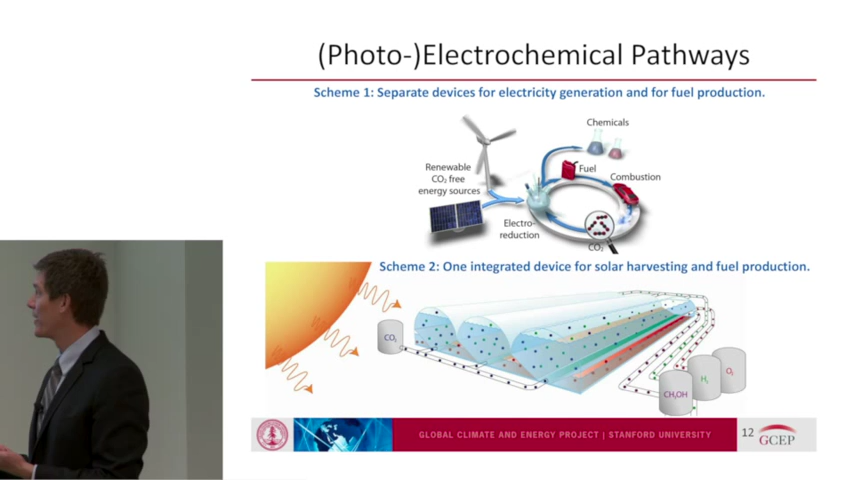 (Photo-)Electrochemical Pathways
Scheme 1: Separate devices for electricity generation and for fuel production.
Chemicals
Renewable
CO₂ free
energy sources
Fuel
Combustion
Electro-
reduction
CO₂
Scheme 2: One integrated device for solar harvesting and fuel production.
CO₂
CH₃OH
H₂
O₂
GLOBAL CLIMATE AND ENERGY PROJECT | STANFORD UNIVERSITY
12
GCEP